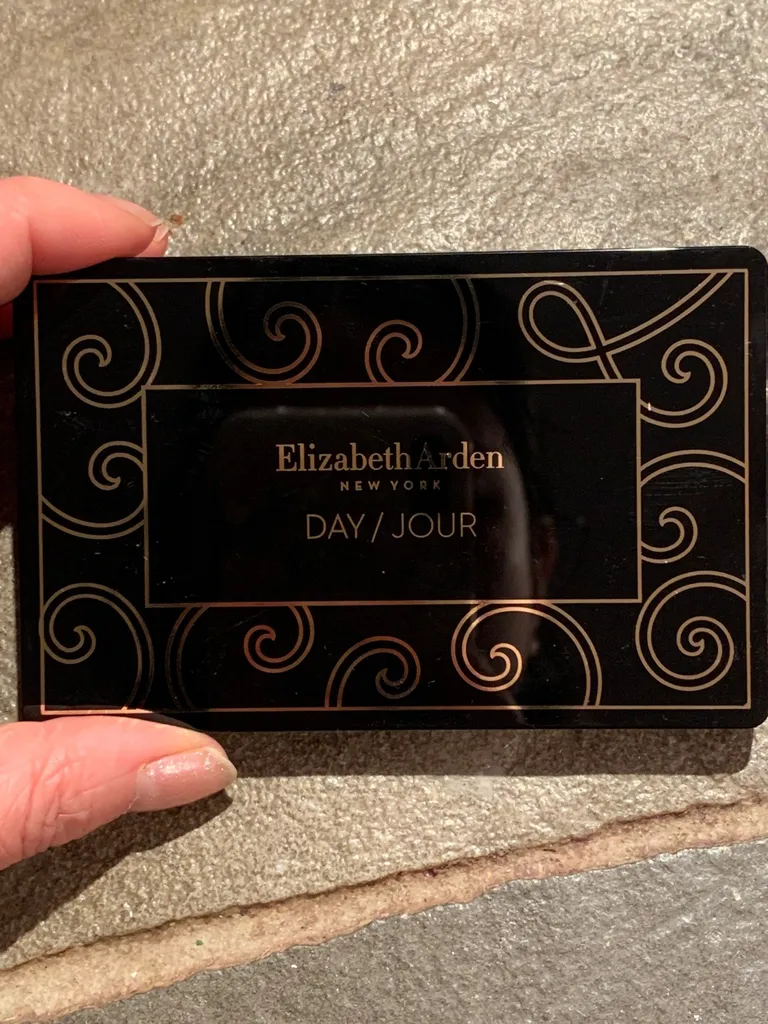 Elizabeth Arden
NEW YORK
DAY / JOUR